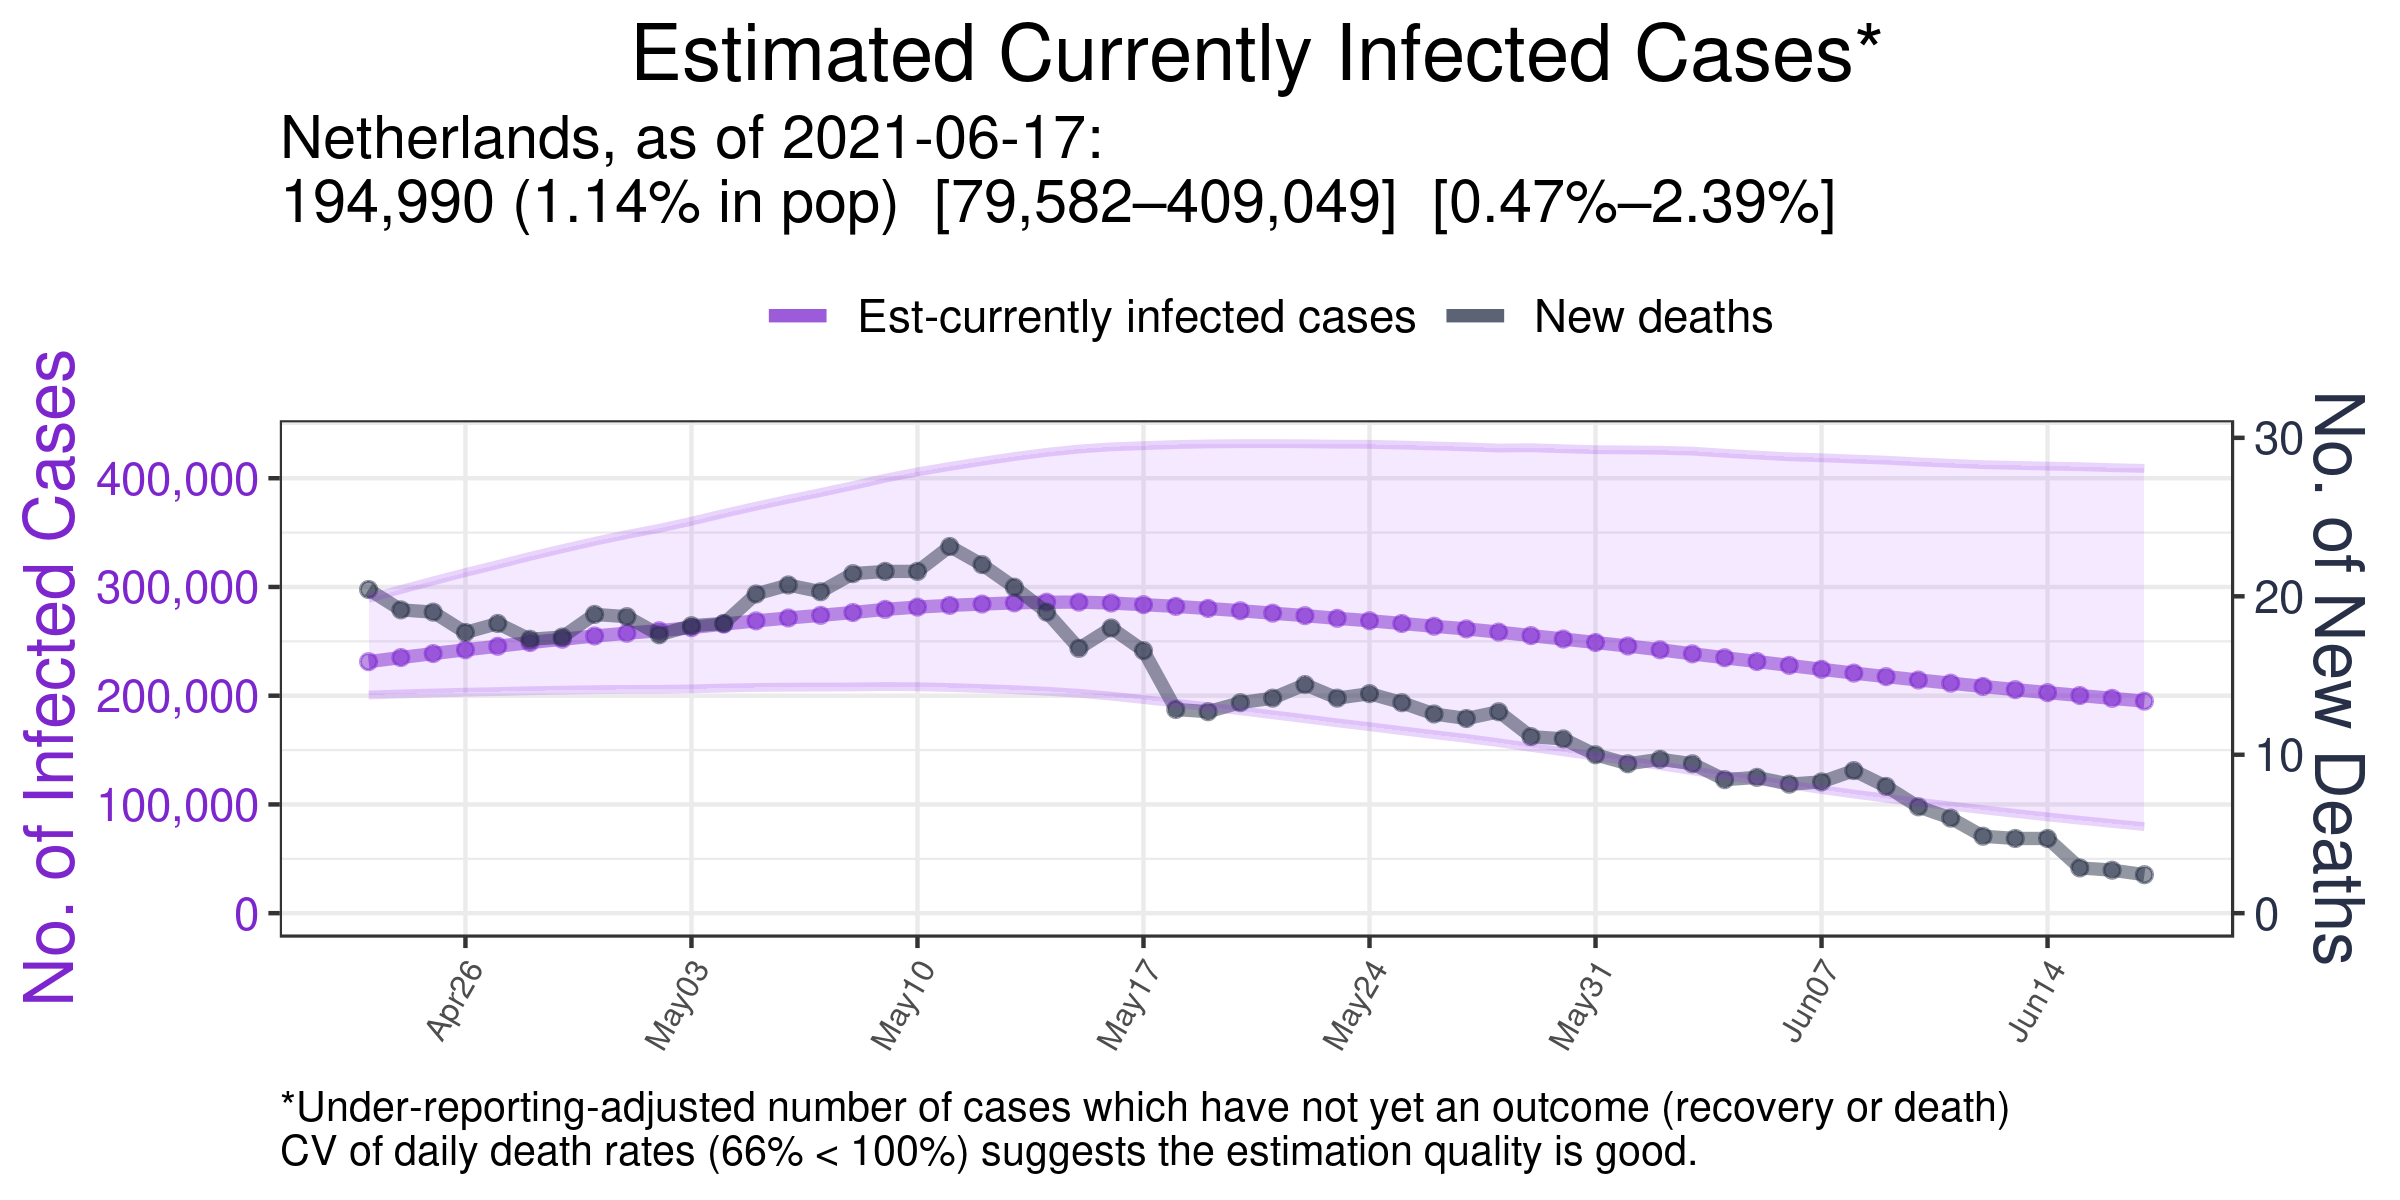 Estimated Currently Infected Cases*
Netherlands, as of 2021-06-17:
194,990 (1.14% in pop)  [79,582–409,049]  [0.47%–2.39%]
Est-currently infected cases
New deaths
No. of Infected Cases
400,000
300,000
200,000
100,000
0
30
20
10
0
No. of New Deaths
Apr26
May03
May10
May17
May24
May31
Jun07
Jun14
*Under-reporting-adjusted number of cases which have not yet an outcome (recovery or death)
CV of daily death rates (66% < 100%) suggests the estimation quality is good.